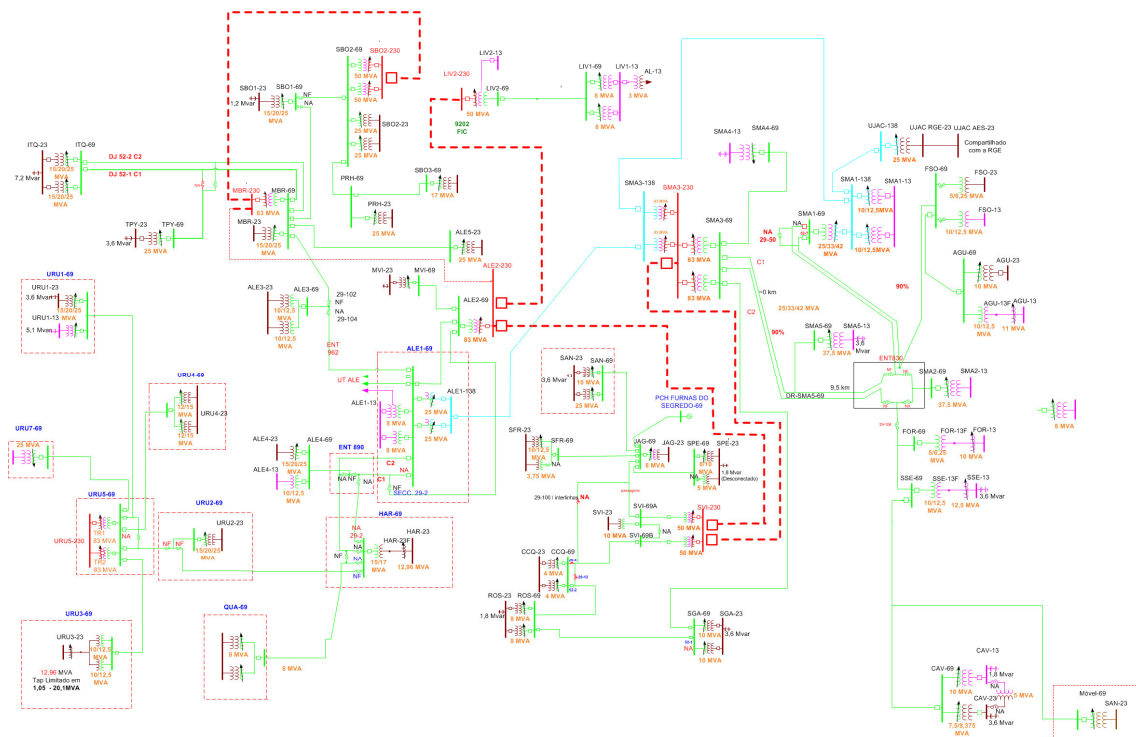 SBO2-69
SBO2-230
50 MVA
50 MVA
25 MVA
SBO2-23
25 MVA
SBO1-23
SBO1-69
NF
NA
1,2 Mvar
15/20/25
MVA
LIV2-13
LIV2-230
LIV2-69
50 MVA
9202
FIC
LIV1-69
LIV1-13
AL-13
8 MVA
3 MVA
ITQ-23
ITQ-69
DJ 52-2 C2
DJ 52-1 C1
7,2 Mvar
15/20/25
MVA
15/20/25
MVA
NA
MBR-230
MBR-69
83 MVA
MBR-23
15/20/25
MVA
TPY-23
TPY-69
3,6 Mvar
25 MVA
PRH-69
PRH-23
25 MVA
SBO3-69
17 MVA
ALE5-23
25 MVA
SMA4-13
SMA4-69
UJAC-138
UJAC RGE-23
UJAC AES-23
25 MVA
Compartilhado
com a RGE
SMA3-138
SMA3-230
SMA3-69
83 MVA
83 MVA
NA
29-50
C1
≈0 km
C2
SMA1-69
NA
25/33/42
MVA
SMA1-138
SMA1-13
10/12,5MVA
10/12,5MVA
25/33/42 MVA
90%
90%
FSO-69
FSO-23
5/6,25
MVA
FSO-13
10/12,5
MVA
AGU-69
AGU-23
10 MVA
AGU-13F
AGU-13
10/12,5
MVA
11 MVA
SMA5-69
SMA5-13
3,6
Mvar
37,5 MVA
ENT830
9,5 km
DR-SMA5-69
SMA2-69
SMA2-13
37,5 MVA
8 MVA
FOR-69
FOR-13F
FOR-13
5/6,25
MVA
10 MVA
SSE-69
SSE-13F
SSE-13
10/12,5
MVA
12,5 MVA
3,6 Mvar
URU1-69
URU1-23
3,6 Mvar
15/20/25
MVA
URU1-13
5,1 Mvar
10/12,5
MVA
ALE3-23
ALE3-69
10/12,5
MVA
10/12,5
MVA
29-102
NF
NA
29-104
ENT
962
MVI-23
MVI-69
25 MVA
ALE2-230
ALE2-69
83 MVA
ALE1-69
UT ALE
ALE1-13
ALE1-138
8 MVA
25 MVA
25 MVA
8 MVA
C2
NA
C1
NF
SECC. 29-2
URU4-69
12/15
MVA
URU4-23
12/15
MVA
URU7-69
25 MVA
ALE4-23
ALE4-69
15/20/25
MVA
ALE4-13
10/12,5
MVA
ENT 890
NA
NF
NA
URU5-69
URU5-230
TR1
83 MVA
NA
TR2
83 MVA
URU2-69
URU2-23
NF
NF
15/20/25
MVA
HAR-69
NA
29-2
NF
NA
NF
HAR-23
HAR-23F
15/17
MVA
12,96 MVA
URU3-69
URU3-23
10/12,5
MVA
10/12,5
MVA
12,96 MVA
Tap Limitado em
1,05 - 20,1MVA
QUA-69
8 MVA
8 MVA
SAN-23
SAN-69
3,6 Mvar
10 MVA
25 MVA
PCH FURNAS DO
SEGREDO-69
SFR-23
SFR-69
10/12,5
MVA
NA
3,75 MVA
JAG-69
JAG-23
8 MVA
SPE-69
SPE-23
8/10
MVA
NA
5 MVA
1,8 Mvar
(Desconectado)
29-100 / interlinhas
NA
SVI-69A
SVI-23
10 MVA
NA
SVI-69B
SVI-230
50 MVA
50 MVA
CCQ-23
CCQ-69
4 MVA
4 MVA
ROS-23
ROS-69
1,8 Mvar
8 MVA
8 MVA
SGA-69
SGA-23
10 MVA
3,6 Mvar
NA
10 MVA
CAV-69
CAV-13
1,8 Mvar
10 MVA
NA
5 MVA
CAV-23
NA
7,5/9,375
MVA
3,6 Mvar
Móvel-69
SAN-23
25 MVA